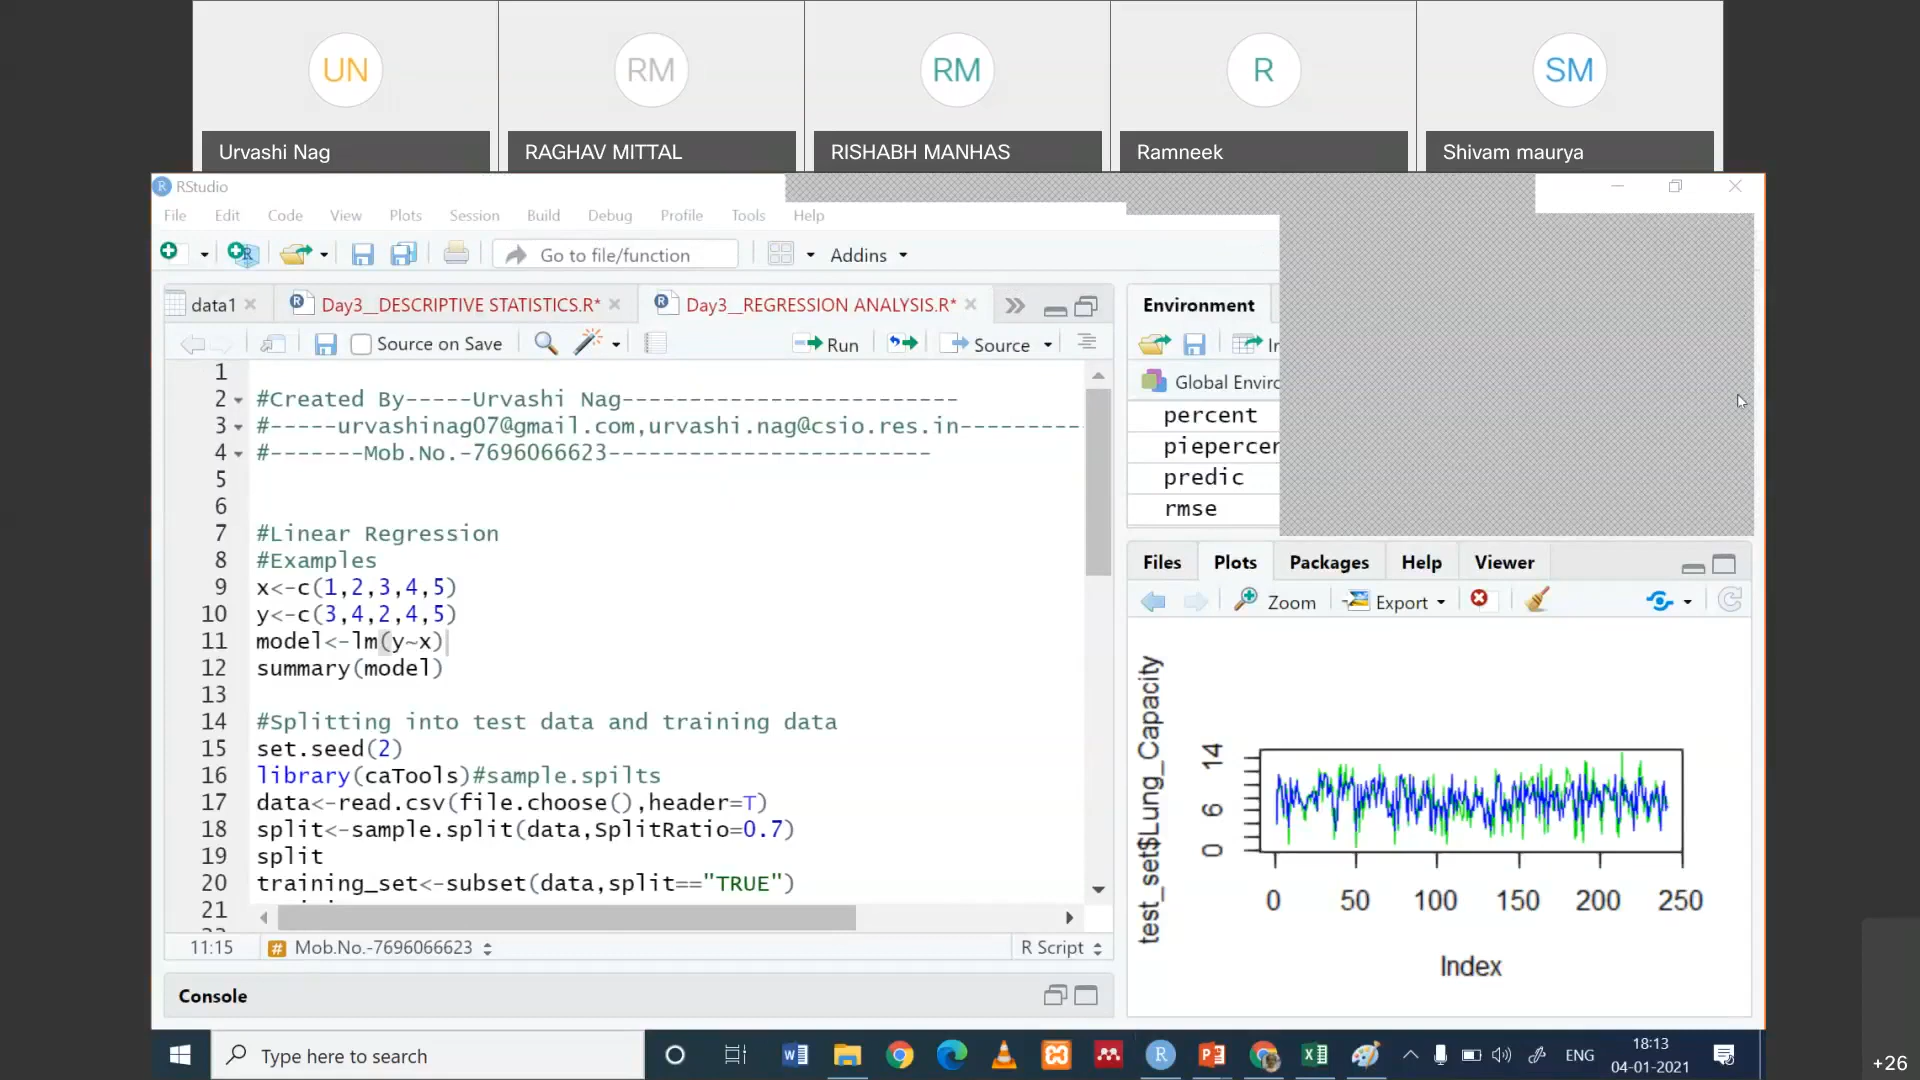 UN
RM
RM
R
SM
Urvashi Nag
RAGHAV MITTAL
RISHABH MANHAS
Ramneek
Shivam maurya
RStudio
File Edit Code View Plots Session Build Debug Profile Tools Help
Go to file/function
Addins
data1
Day3__DESCRIPTIVE STATISTICS.R*
Day3__REGRESSION ANALYSIS.R*
Source on Save
Run
Source
1
2 #Created By-----Urvashi Nag-------------------------
3 #-----urvashinag07@gmail.com,urvashi.nag@csio.res.in----------
4 #-------Mob.No.-7696066623------------------------
5
6
7 #Linear Regression
8 #Examples
9 x<-c(1,2,3,4,5)
10 y<-c(3,4,2,4,5)
11 model<-lm(y~x)
12 summary(model)
13
14 #Splitting into test data and training data
15 set.seed(2)
16 library(caTools)#sample.spilts
17 data<-read.csv(file.choose(),header=T)
18 split<-sample.split(data,SplitRatio=0.7)
19 split
20 training_set<-subset(data,split=="TRUE")
21
11:15
Mob.No.-7696066623
R Script
Console
Environment
Global Enviro
percent
piepercen
predic
rmse
Files Plots Packages Help Viewer
Zoom
Export
test_set$Lung_Capacity
14
6
0
0 50 100 150 200 250
Index
Type here to search
ENG
18:13
04-01-2021
+26